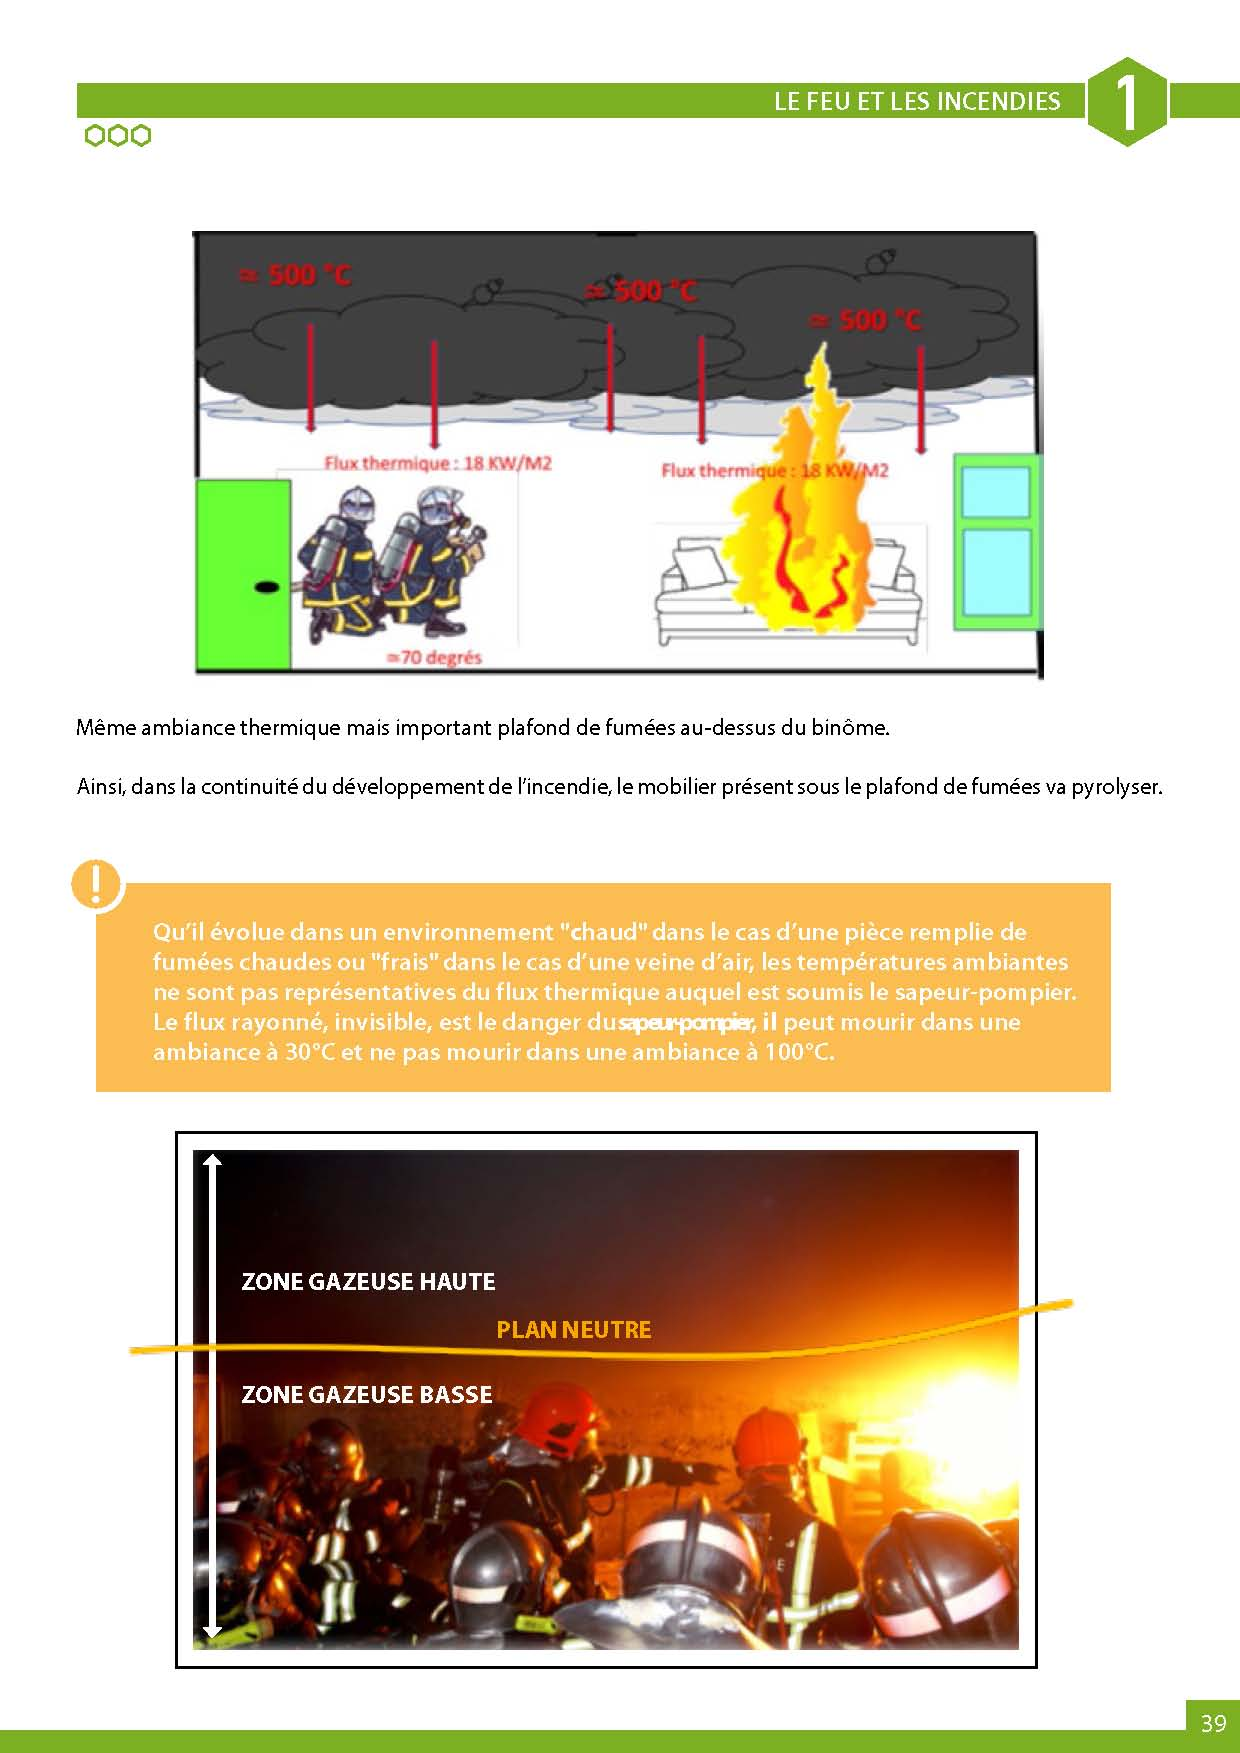 LE FEU ET LES INCENDIES
1
≃ 500 °C
≃ 500 °C
≃ 500 °C
Flux thermique : 18 KW/M2
Flux thermique : 18 KW/M2
≃70 degrés
Même ambiance thermique mais important plafond de fumées au-dessus du binôme.
Ainsi, dans la continuité du développement de l’incendie, le mobilier présent sous le plafond de fumées va pyrolyser.
!
Qu’il évolue dans un environnement "chaud" dans le cas d’une pièce remplie de
fumées chaudes ou "frais" dans le cas d’une veine d’air, les températures ambiantes
ne sont pas représentatives du flux thermique auquel est soumis le sapeur-pompier.
Le flux rayonné, invisible, est le danger du sapeur-pompier, il peut mourir dans une
ambiance à 30°C et ne pas mourir dans une ambiance à 100°C.
ZONE GAZEUSE HAUTE
PLAN NEUTRE
ZONE GAZEUSE BASSE
39